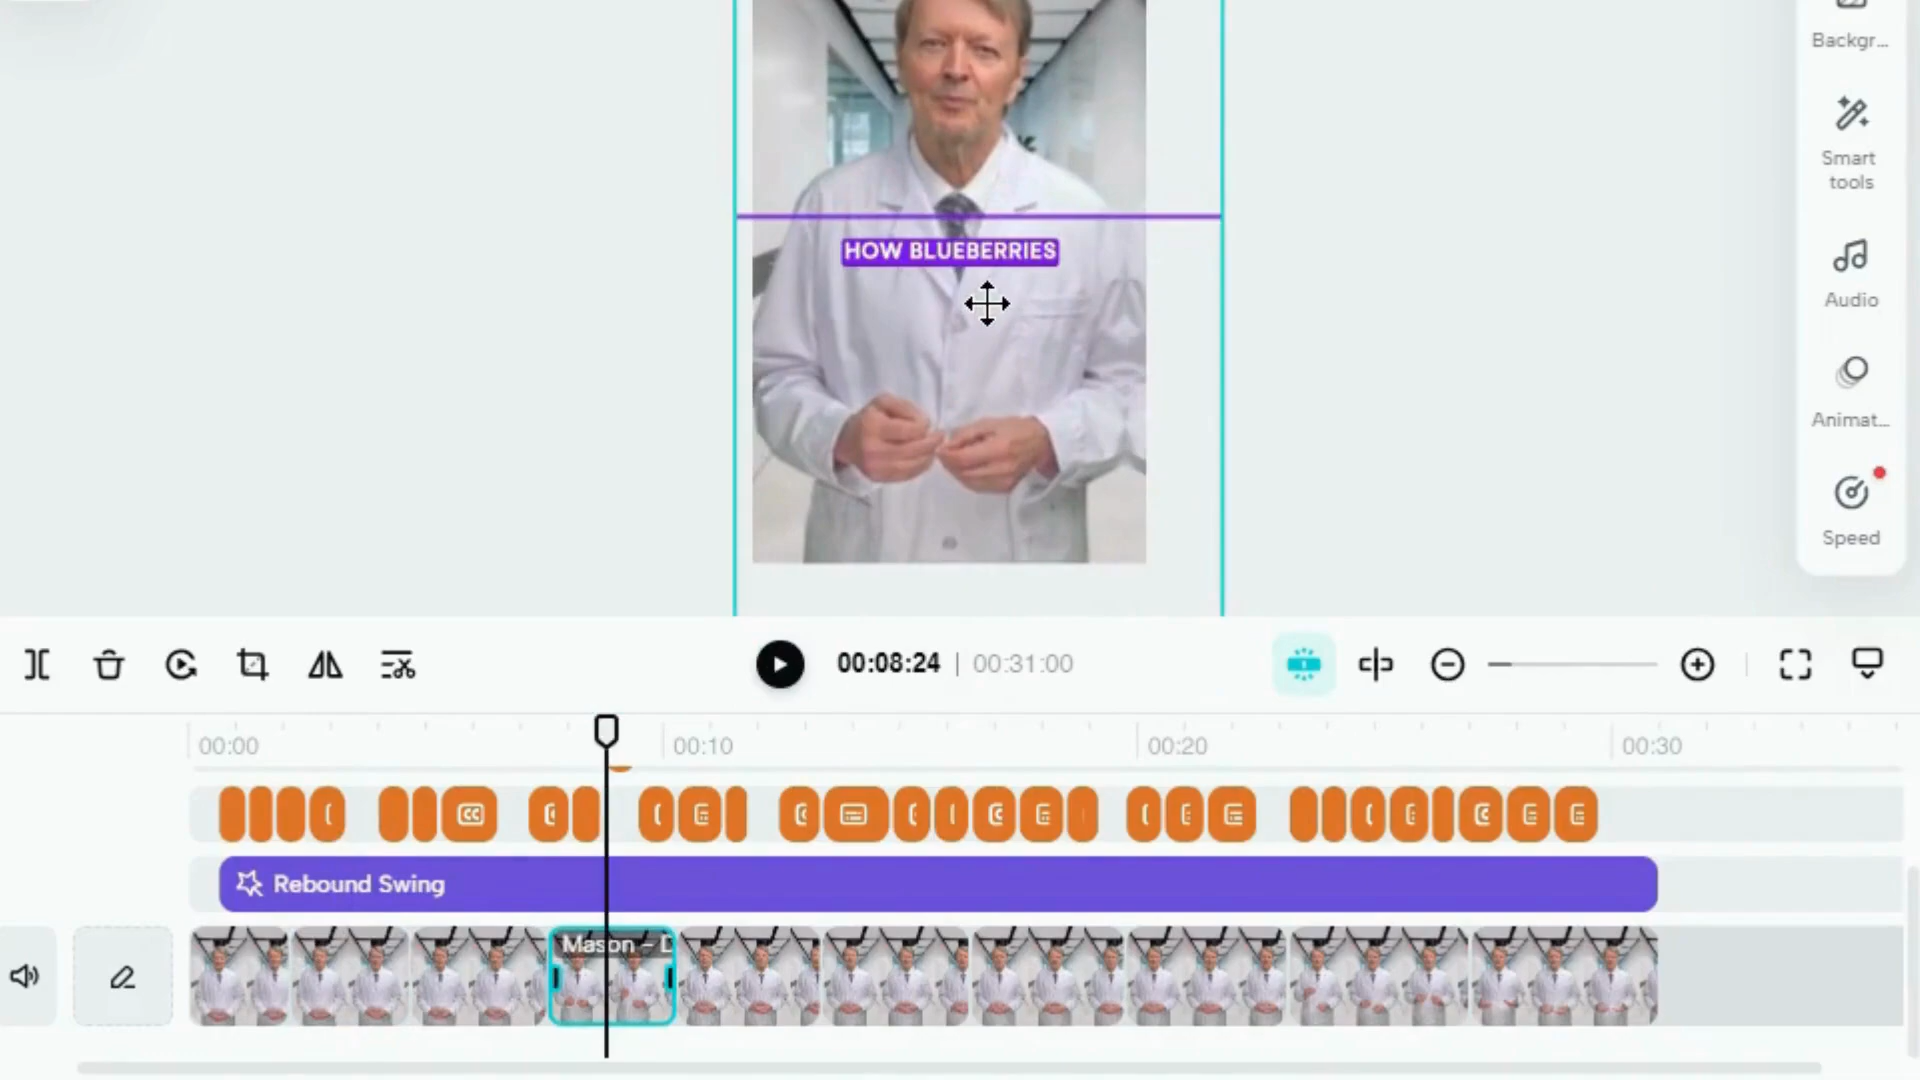 Backgr...
Smart
tools
Audio
Animat...
Speed
HOW BLUEBERRIES
00:08:24 | 00:31:00
00:00
00:10
00:20
00:30
Rebound Swing
Mason - D